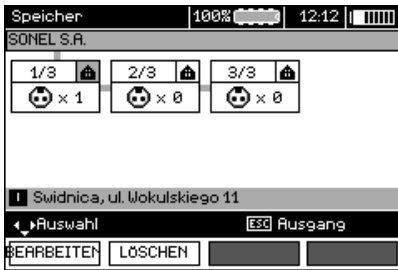 Speicher 100% 12:12
SONEL S.A.
1/3 2/3 3/3
x 1 x 0 x 0
1 Swidnica, ul. Wokulskiego 11
Auswahl ESC Ausgang
BEARBEITEN LÖSCHEN